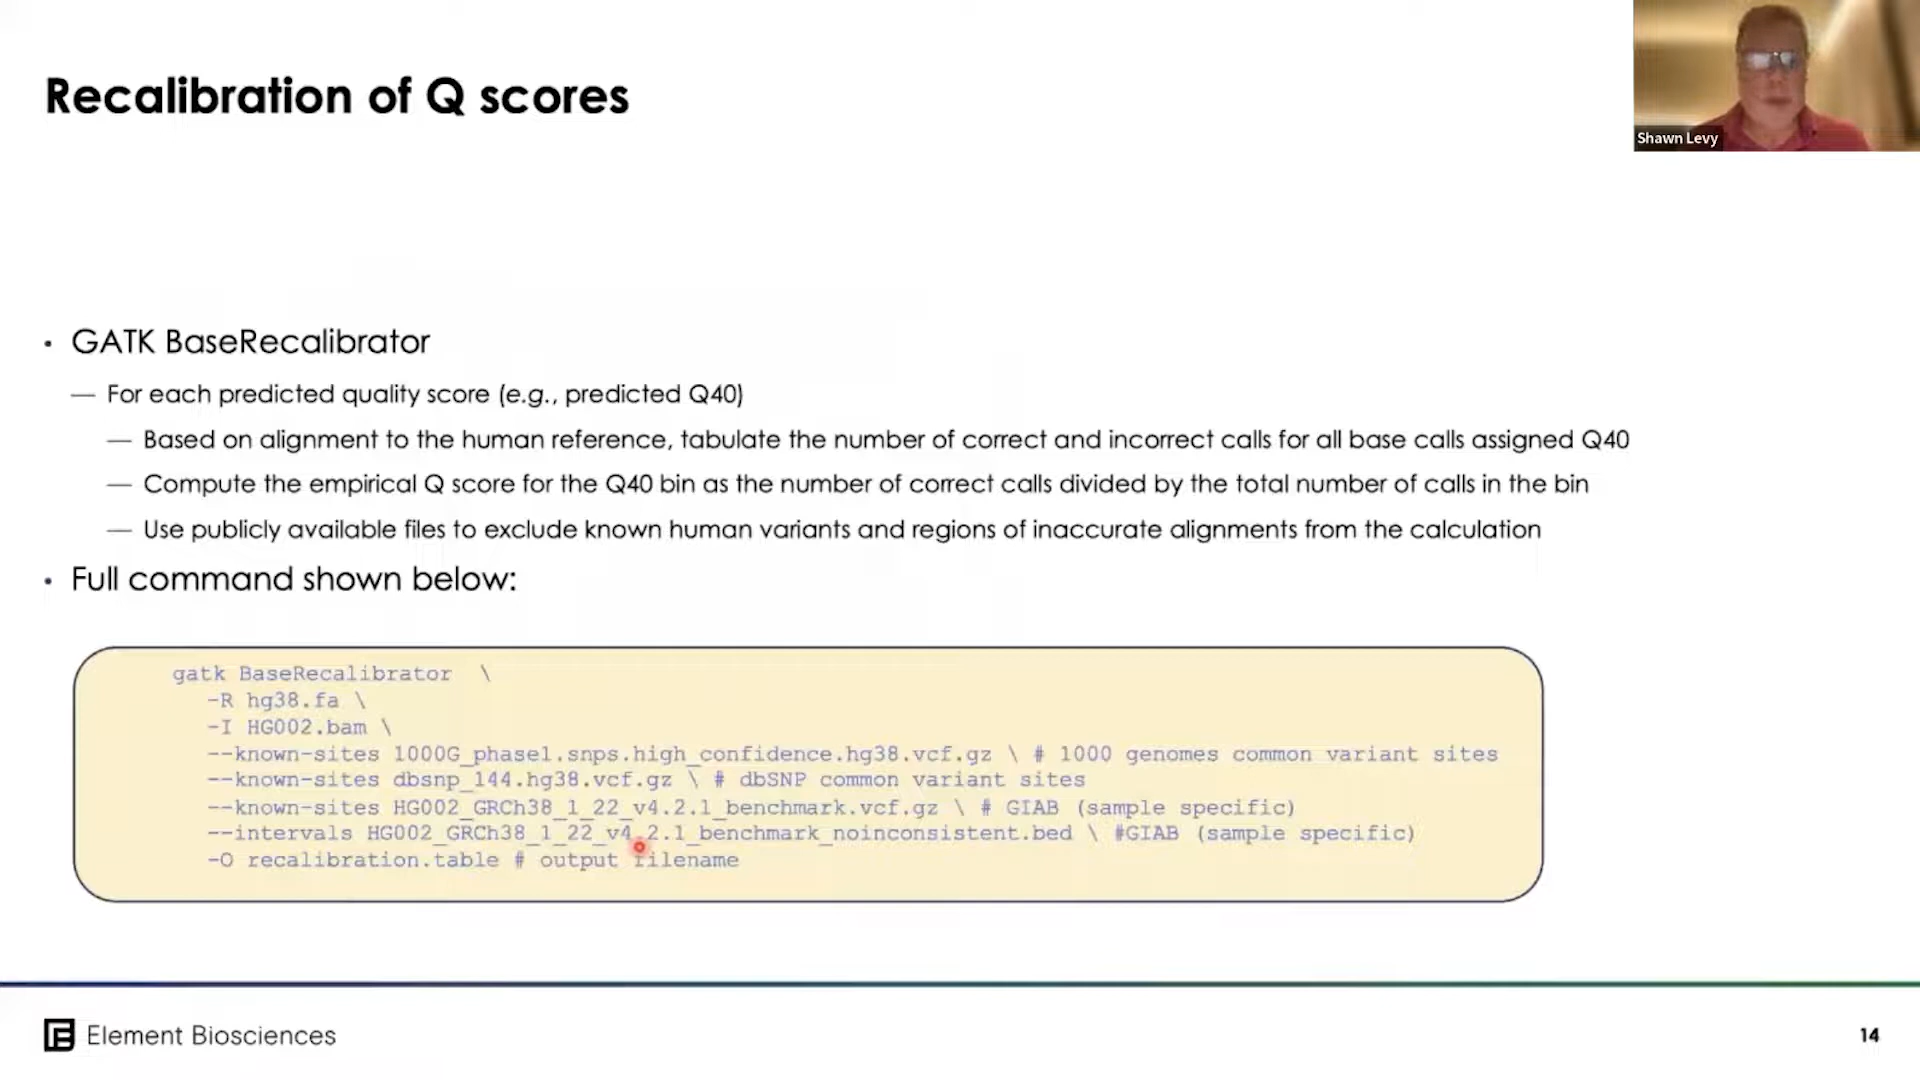 Recalibration of Q scores
Shawn Levy
• GATK BaseRecalibrator
— For each predicted quality score (e.g., predicted Q40)
— Based on alignment to the human reference, tabulate the number of correct and incorrect calls for all base calls assigned Q40
— Compute the empirical Q score for the Q40 bin as the number of correct calls divided by the total number of calls in the bin
— Use publicly available files to exclude known human variants and regions of inaccurate alignments from the calculation
• Full command shown below:
gatk BaseRecalibrator \
-R hg38.fa \
-I HG002.bam \
--known-sites 1000G_phase1.snps.high_confidence.hg38.vcf.gz \ # 1000 genomes common variant sites
--known-sites dbsnp_144.hg38.vcf.gz \ # dbSNP common variant sites
--known-sites HG002_GRCh38_1_22_v4.2.1_benchmark.vcf.gz \ # GIAB (sample specific)
--intervals HG002_GRCh38_1_22_v4.2.1_benchmark_noinconsistent.bed \ #GIAB (sample specific)
-O recalibration.table # output filename
Element Biosciences
14